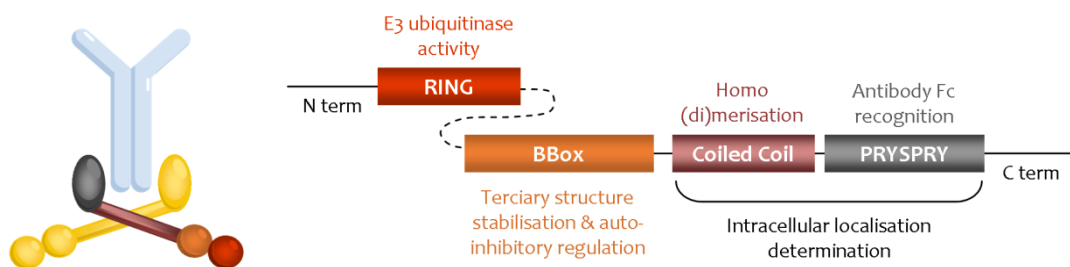 E3 ubiquitinase
activity
RING
N term
Homo
(di)merisation
Antibody Fc
recognition
BBox
Coiled Coil
PRYSPRY
C term
Terciary structure
stabilisation & auto-
inhibitory regulation
Intracellular localisation
determination